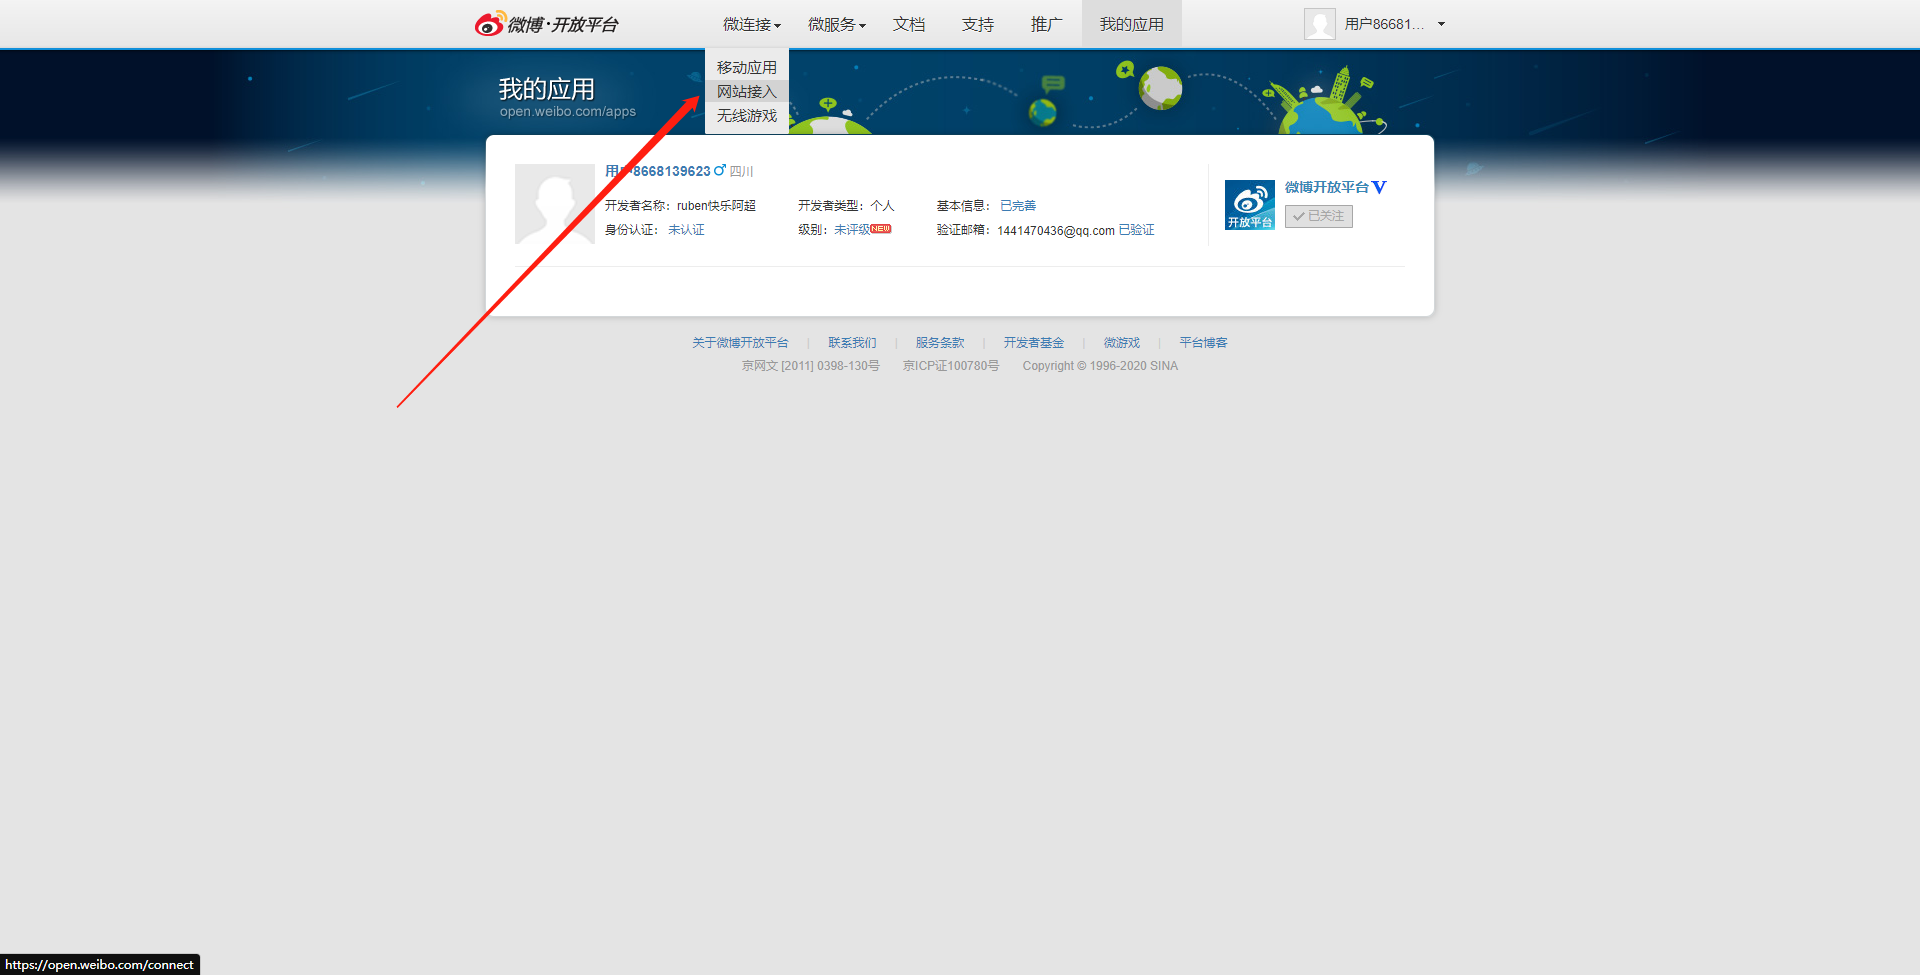 微博·开放平台
微连接 微服务 文档 支持 推广 我的应用 用户86681...
移动应用
网站接入
无线游戏
我的应用
open.weibo.com/apps
用户8668139623 四川
开发者名称：ruben快乐阿超 开发者类型：个人 基本信息：已完善
身份认证：未认证 级别：未评级 NEW 验证邮箱：1441470436@qq.com 已验证
微博开放平台 V
开放平台
已关注
关于微博开放平台 | 联系我们 | 服务条款 | 开发者基金 | 微游戏 | 平台博客
京网文 [2011] 0398-130号 京ICP证100780号 Copyright © 1996-2020 SINA
https://open.weibo.com/connect